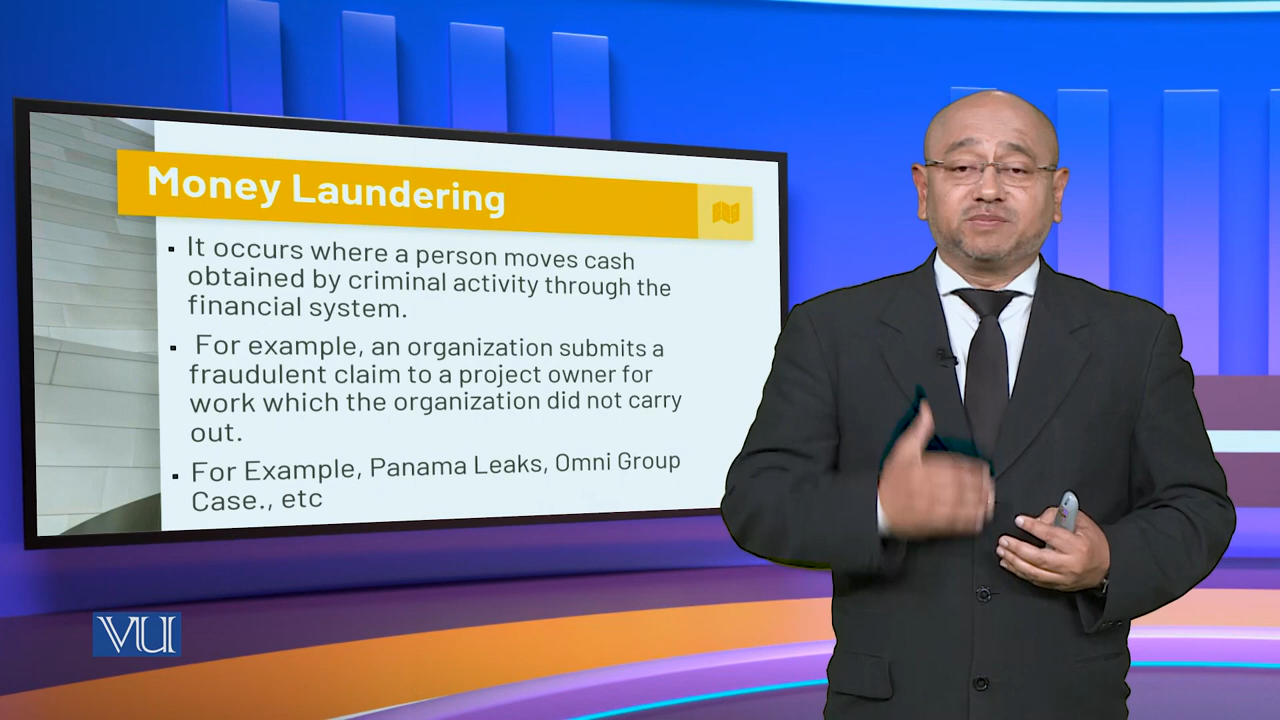 Money Laundering
▪ It occurs where a person moves cash
obtained by criminal activity through the
financial system.
▪ For example, an organization submits a
fraudulent claim to a project owner for
work which the organization did not carry
out.
▪ For Example, Panama Leaks, Omni Group
Case., etc
VU